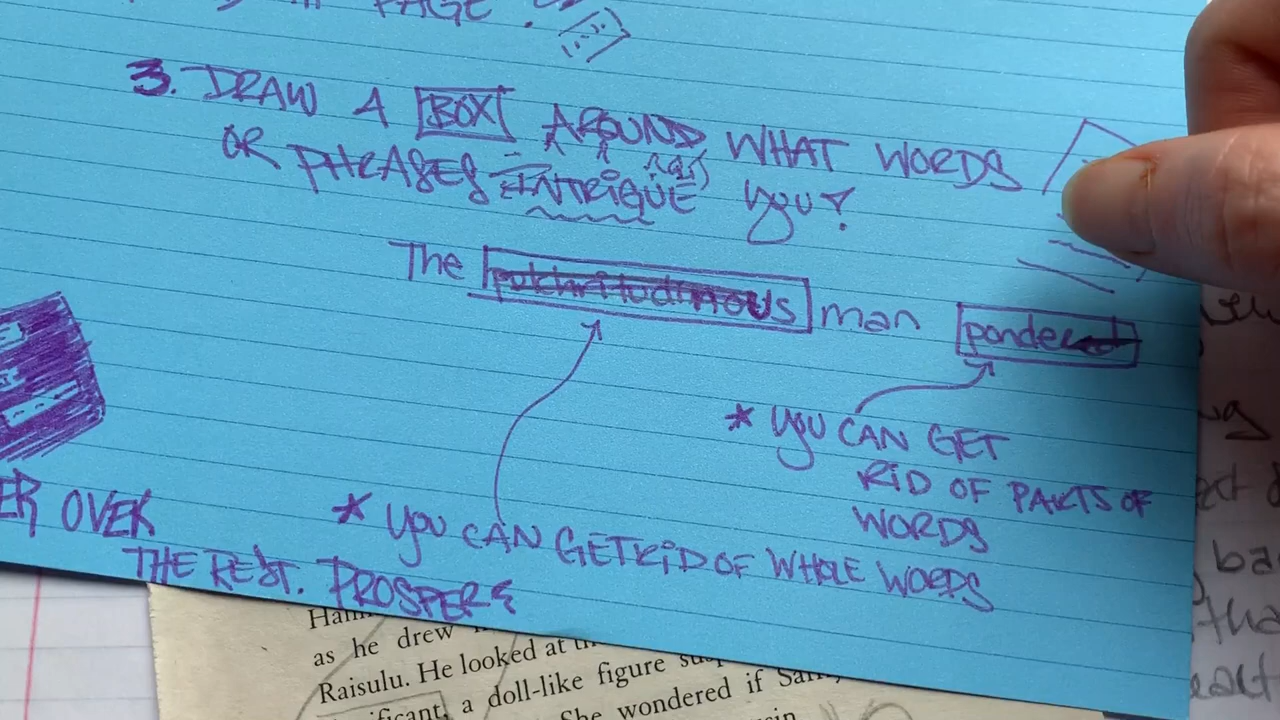 PAGE.
3. DRAW A BOX AROUND WHAT WORDS
OR PHRASES INTRIGUE YOU?
The pulchritudinous man pondered
* YOU CAN GET
RID OF PARTS OF
WORDS
* YOU CAN GET RID OF WHOLE WORDS
ER OVER
THE REST. PROSPER &
as he drew
Raisulu. He looked at
ificant, a doll-like figure
She wondered if